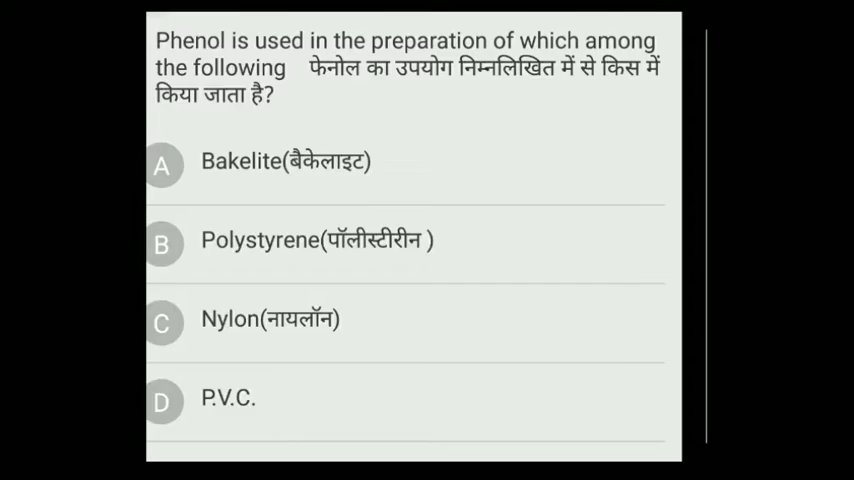 Phenol is used in the preparation of which among
the following फेनोल का उपयोग निम्नलिखित में से किस में
किया जाता है?
A Bakelite(बैकेलाइट)
B Polystyrene(पॉलीस्टीरीन )
C Nylon(नायलॉन)
D P.V.C.